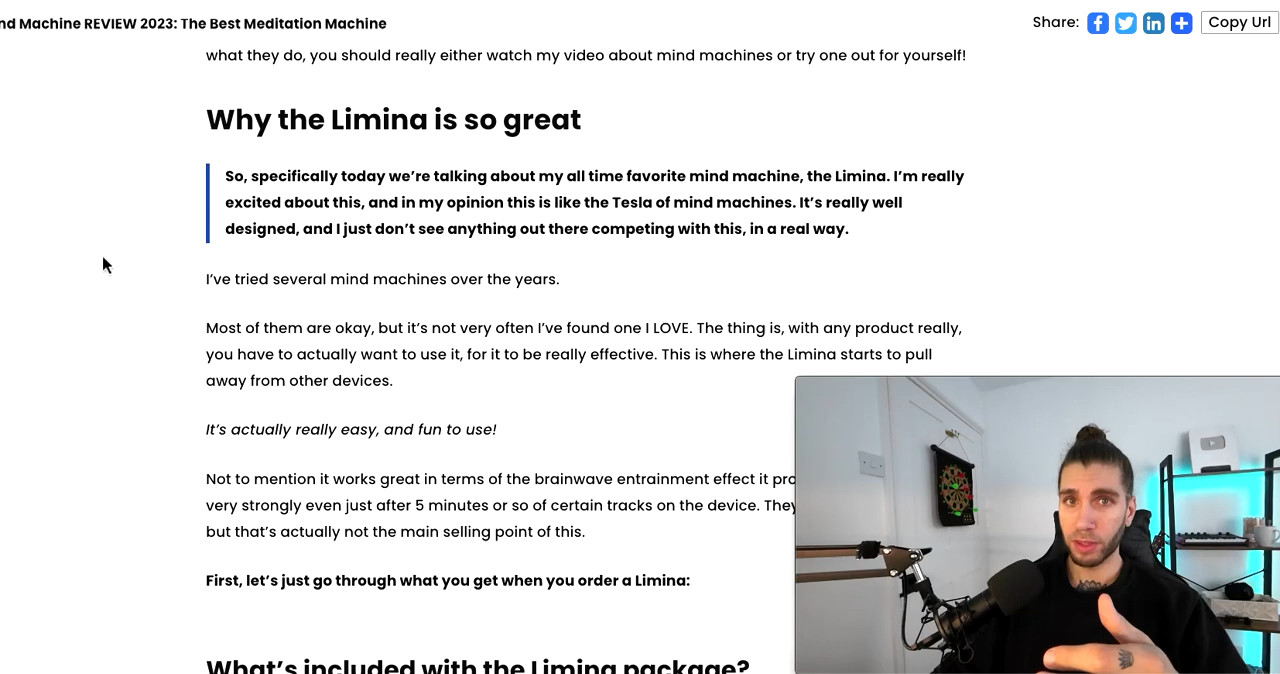 nd Machine REVIEW 2023: The Best Meditation Machine
Share:
Copy Url
what they do, you should really either watch my video about mind machines or try one out for yourself!
Why the Limina is so great
So, specifically today we’re talking about my all time favorite mind machine, the Limina. I’m really
excited about this, and in my opinion this is like the Tesla of mind machines. It’s really well
designed, and I just don’t see anything out there competing with this, in a real way.
I’ve tried several mind machines over the years.
Most of them are okay, but it’s not very often I’ve found one I LOVE. The thing is, with any product really,
you have to actually want to use it, for it to be really effective. This is where the Limina starts to pull
away from other devices.
It’s actually really easy, and fun to use!
Not to mention it works great in terms of the brainwave entrainment effect it pro
very strongly even just after 5 minutes or so of certain tracks on the device. They
but that’s actually not the main selling point of this.
First, let’s just go through what you get when you order a Limina:
What’s included with the Limina package?